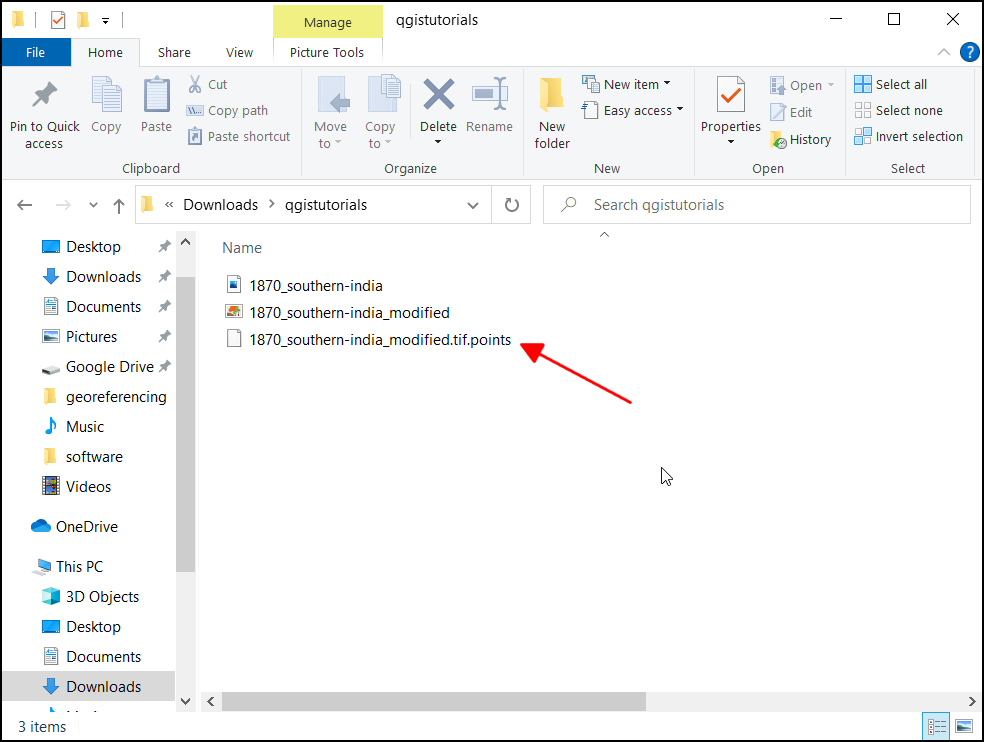 Manage
qgistutorials
File
Home
Share
View
Picture Tools
Pin to Quick
access
Copy
Paste
Cut
Copy path
Paste shortcut
Clipboard
Move
to
Copy
to
Delete
Rename
Organize
New
folder
New item
Easy access
New
Properties
Open
Edit
History
Open
Select all
Select none
Invert selection
Select
« Downloads > qgistutorials
Search qgistutorials
Desktop
Downloads
Documents
Pictures
Google Drive
georeferencing
Music
software
Videos
OneDrive
This PC
3D Objects
Desktop
Documents
Downloads
Name
1870_southern-india
1870_southern-india_modified
1870_southern-india_modified.tif.points
3 items